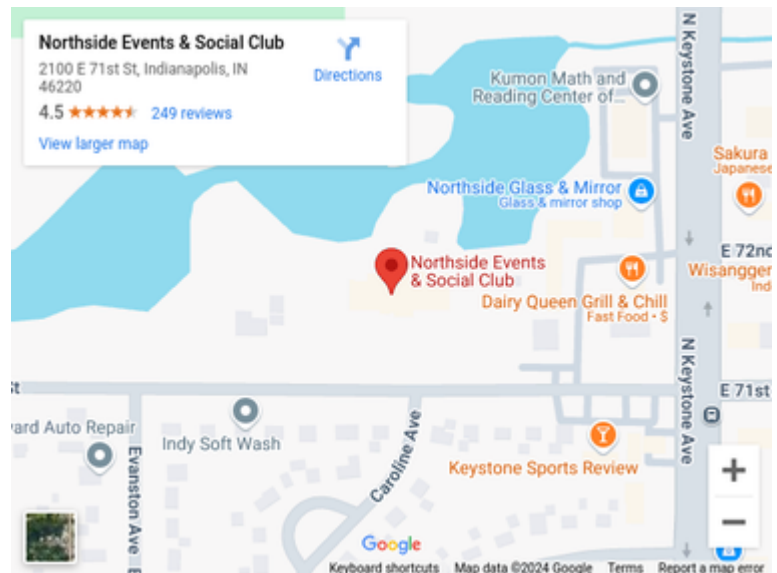 Northside Events & Social Club
2100 E 71st St, Indianapolis, IN
46220
Directions
4.5
249 reviews
View larger map
N Keystone Ave
Kumon Math and
Reading Center of...
Sakura
Japanese
Northside Glass & Mirror
Glass & mirror shop
E 72nd
Northside Events
& Social Club
Wisangger
Ind
Dairy Queen Grill & Chill
Fast Food • $
N Keystone Ave
St
E 71st
Caroline Ave
ard Auto Repair
Indy Soft Wash
Evanston Ave
Keystone Sports Review
+
−
Google
Keyboard shortcuts
Map data ©2024 Google
Terms
Report a map error